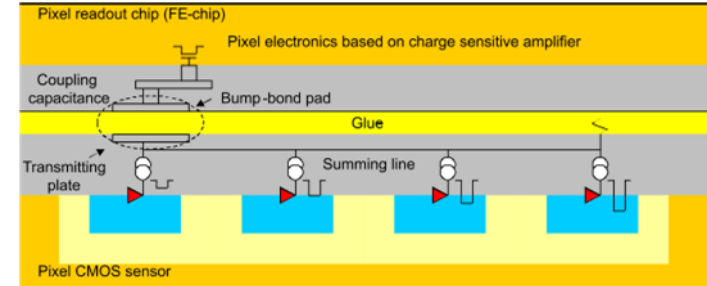 Pixel readout chip (FE-chip)
Pixel electronics based on charge sensitive amplifier
Coupling
capacitance
Bump-bond pad
Glue
Transmitting
plate
Summing line
Pixel CMOS sensor